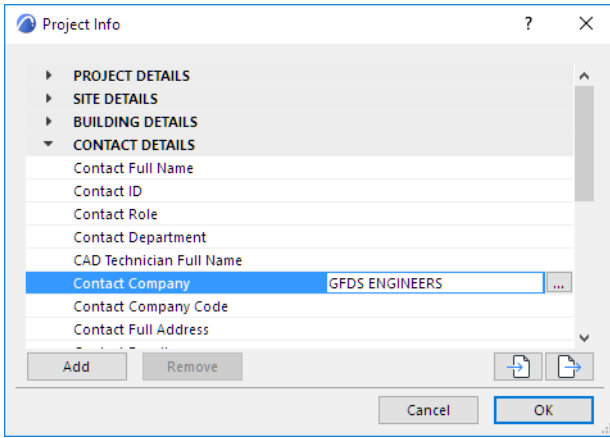 Project Info
?
PROJECT DETAILS
SITE DETAILS
BUILDING DETAILS
CONTACT DETAILS
Contact Full Name
Contact ID
Contact Role
Contact Department
CAD Technician Full Name
Contact Company GFDS ENGINEERS ...
Contact Company Code
Contact Full Address
Add Remove
Cancel OK